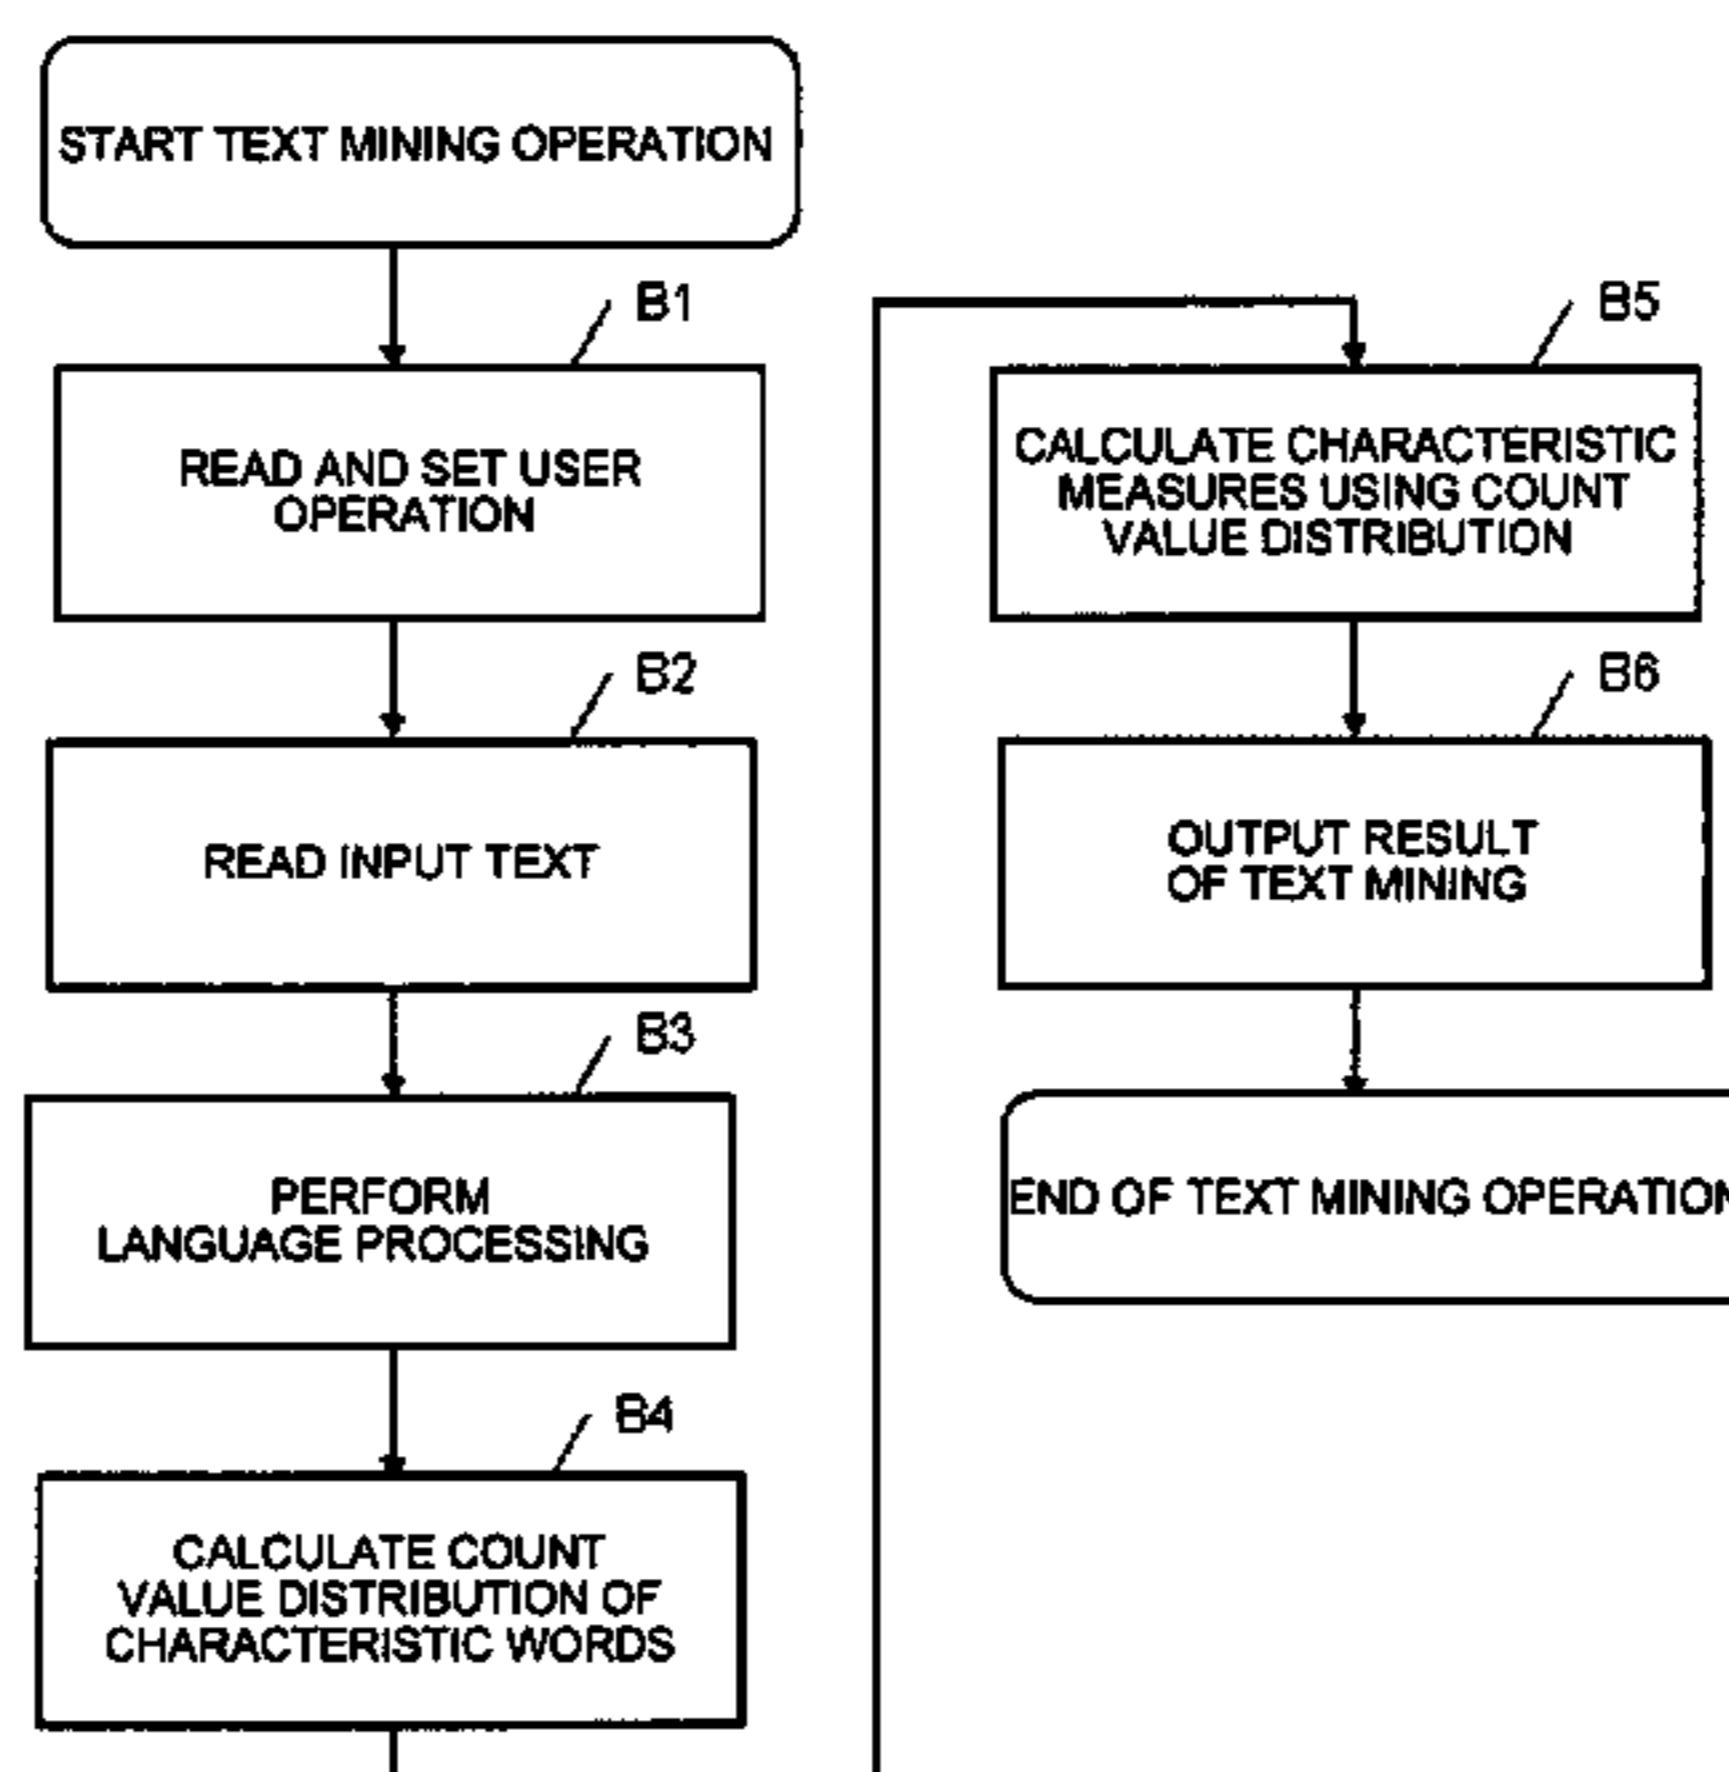 START TEXT MINING OPERATION
B1
READ AND SET USER
OPERATION
B2
READ INPUT TEXT
B3
PERFORM
LANGUAGE PROCESSING
B4
CALCULATE COUNT
VALUE DISTRIBUTION OF
CHARACTERISTIC WORDS
B5
CALCULATE CHARACTERISTIC
MEASURES USING COUNT
VALUE DISTRIBUTION
B6
OUTPUT RESULT
OF TEXT MINING
END OF TEXT MINING OPERATION